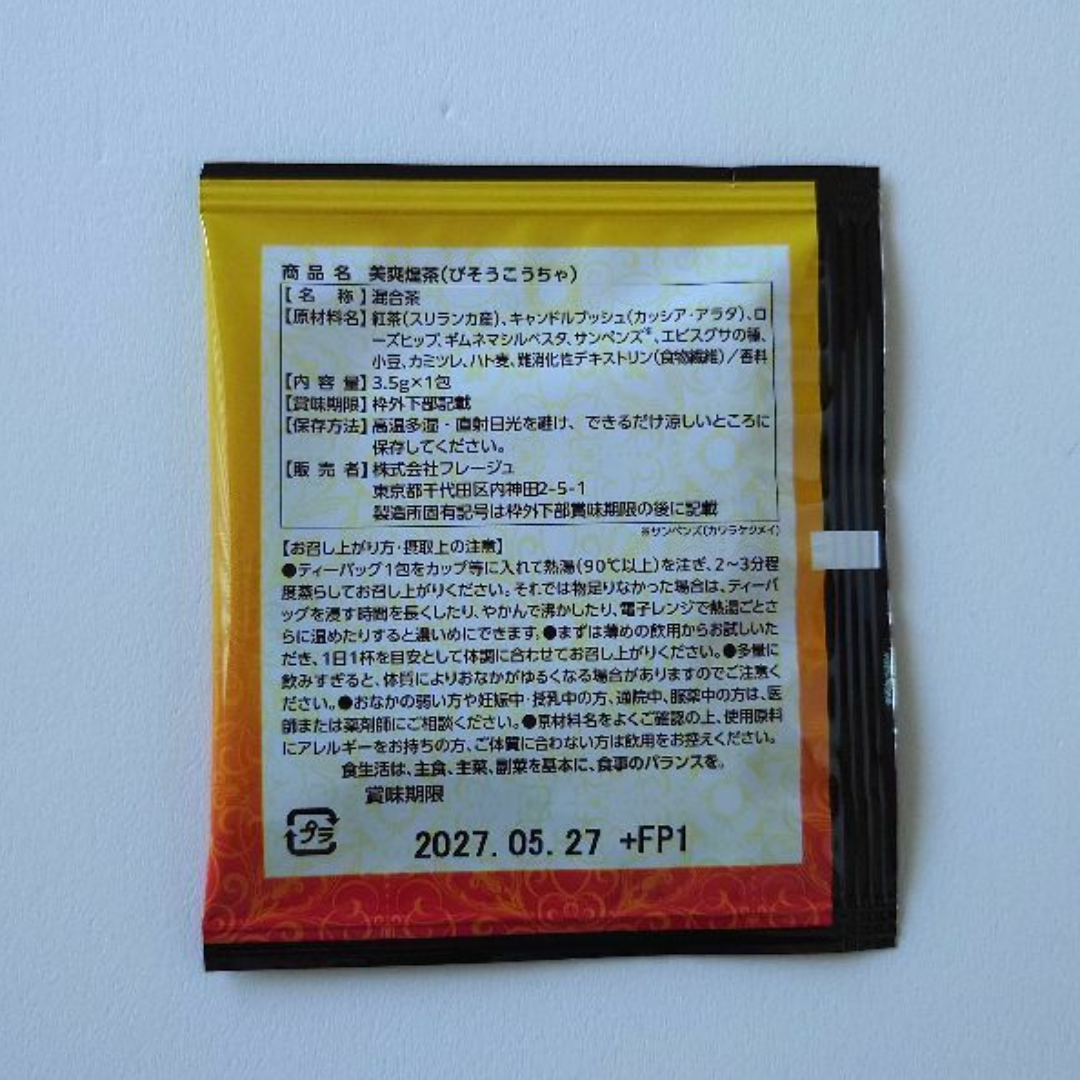 商品名 美爽煌茶(びそうこうちゃ)
【名 称】混合茶
【原材料名】紅茶(スリランカ産)、キャンドルブッシュ(カッシア・アラタ)、ロ
ーズヒップ、ギムネマシルベスタ、サンペンズ※、エビスグサの種、
小豆、カミツレ、ハト麦、難消化性デキストリン(食物繊維)/香料
【内容量】3.5g×1包
【賞味期限】枠外下部記載
【保存方法】高温多湿・直射日光を避け、できるだけ涼しいところに
保存してください。
【販売者】株式会社フレージュ
東京都千代田区内神田2-5-1
製造所固有記号は枠外下部賞味期限の後に記載
※サンペンズ(カワラケツメイ)
【お召し上がり方・摂取上の注意】
●ティーバッグ1包をカップ等に入れて熱湯(90℃以上)を注ぎ、2~3分程
度蒸らしてお召し上がりください。それでは物足りなかった場合は、ティーバ
ッグを浸す時間を長くしたり、やかんで沸かしたり、電子レンジで熱湯ごとさ
らに温めたりすると濃いめにできます。●まずは薄めの飲用からお試しいた
だき、1日1杯を目安として体調に合わせてお召し上がりください。●多量に
飲みすぎると、体質によりおなかがゆるくなる場合がありますのでご注意く
ださい。●おなかの弱い方や妊娠中・授乳中の方、通院中、服薬中の方は、医
師または薬剤師にご相談ください。●原材料名をよくご確認の上、使用原料
にアレルギーをお持ちの方、ご体質に合わない方は飲用をお控えください。
食生活は、主食、主菜、副菜を基本に、食事のバランスを。
賞味期限
プラ
2027.05.27 +FP1